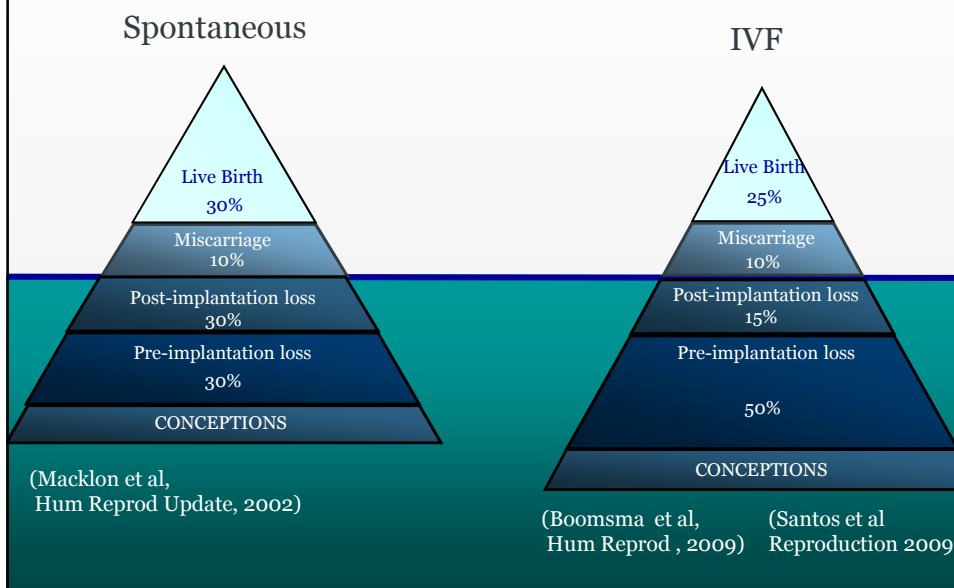 Spontaneous
Live Birth
30%
Miscarriage
10%
Post-implantation loss
30%
Pre-implantation loss
30%
CONCEPTIONS
(Macklon et al,
Hum Reprod Update, 2002)
IVF
Live Birth
25%
Miscarriage
10%
Post-implantation loss
15%
Pre-implantation loss
50%
CONCEPTIONS
(Boomsma et al,
Hum Reprod , 2009)
(Santos et al
Reproduction 2009